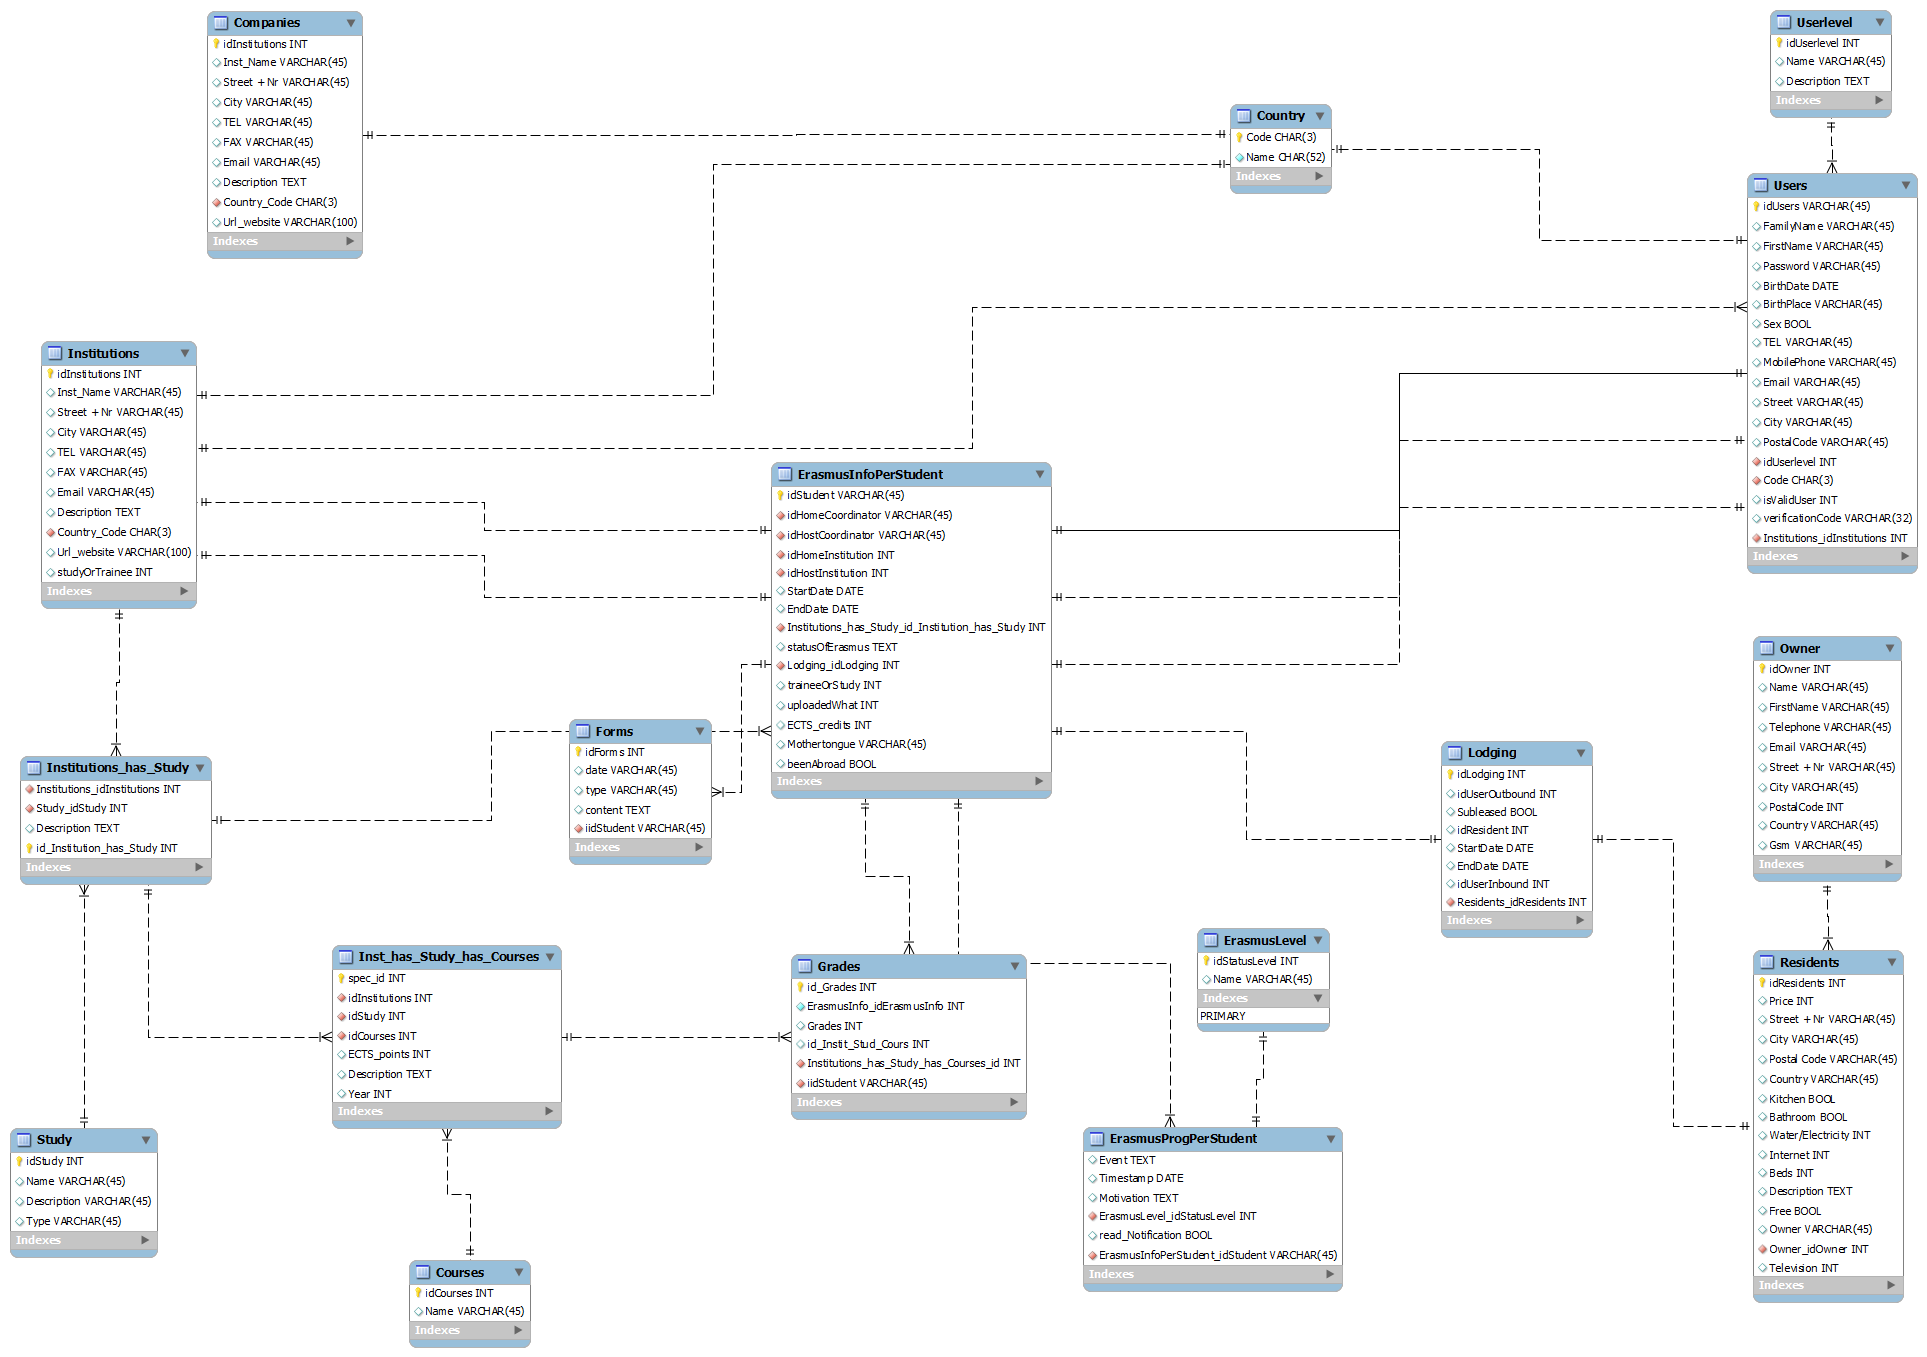 Companies
idInstitutions INT
Inst_Name VARCHAR(45)
Street + Nr VARCHAR(45)
City VARCHAR(45)
TEL VARCHAR(45)
FAX VARCHAR(45)
Email VARCHAR(45)
Description TEXT
Country_Code CHAR(3)
Url_website VARCHAR(100)
Indexes
Country
Code CHAR(3)
Name CHAR(52)
Indexes
Userlevel
idUserlevel INT
Name VARCHAR(45)
Description TEXT
Indexes
Users
idUsers VARCHAR(45)
FamilyName VARCHAR(45)
FirstName VARCHAR(45)
Password VARCHAR(45)
BirthDate DATE
BirthPlace VARCHAR(45)
Sex BOOL
TEL VARCHAR(45)
MobilePhone VARCHAR(45)
Email VARCHAR(45)
Street VARCHAR(45)
City VARCHAR(45)
PostalCode VARCHAR(45)
idUserlevel INT
Code CHAR(3)
isValidUser INT
verificationCode VARCHAR(32)
Institutions_idInstitutions INT
Indexes
Institutions
idInstitutions INT
Inst_Name VARCHAR(45)
Street + Nr VARCHAR(45)
City VARCHAR(45)
TEL VARCHAR(45)
FAX VARCHAR(45)
Email VARCHAR(45)
Description TEXT
Country_Code CHAR(3)
Url_website VARCHAR(100)
studyOrTrainee INT
Indexes
ErasmusInfoPerStudent
idStudent VARCHAR(45)
idHomeCoordinator VARCHAR(45)
idHostCoordinator VARCHAR(45)
idHomeInstitution INT
idHostInstitution INT
StartDate DATE
EndDate DATE
Institutions_has_Study_id_Institution_has_Study INT
statusOfErasmus TEXT
Lodging_idLodging INT
traineeOrStudy INT
uploadedWhat INT
ECTS_credits INT
Mothertongue VARCHAR(45)
beenAbroad BOOL
Indexes
Owner
idOwner INT
Name VARCHAR(45)
FirstName VARCHAR(45)
Telephone VARCHAR(45)
Email VARCHAR(45)
Street + Nr VARCHAR(45)
City VARCHAR(45)
PostalCode INT
Country VARCHAR(45)
Gsm VARCHAR(45)
Indexes
Forms
idForms INT
date VARCHAR(45)
type VARCHAR(45)
content TEXT
iidStudent VARCHAR(45)
Indexes
Lodging
idLodging INT
idUserOutbound INT
Subleased BOOL
idResident INT
StartDate DATE
EndDate DATE
idUserInbound INT
Residents_idResidents INT
Indexes
Institutions_has_Study
Institutions_idInstitutions INT
Study_idStudy INT
Description TEXT
id_Institution_has_Study INT
Indexes
Inst_has_Study_has_Courses
spec_id INT
idInstitutions INT
idStudy INT
idCourses INT
ECTS_points INT
Description TEXT
Year INT
Indexes
Grades
id_Grades INT
ErasmusInfo_idErasmusInfo INT
Grades INT
id_Instit_Stud_Cours INT
Institutions_has_Study_has_Courses_id INT
iidStudent VARCHAR(45)
Indexes
ErasmusLevel
idStatusLevel INT
Name VARCHAR(45)
Indexes
PRIMARY
Residents
idResidents INT
Price INT
Street + Nr VARCHAR(45)
City VARCHAR(45)
Postal Code VARCHAR(45)
Country VARCHAR(45)
Kitchen BOOL
Bathroom BOOL
Water/Electricity INT
Internet INT
Beds INT
Description TEXT
Free BOOL
Owner VARCHAR(45)
Owner_idOwner INT
Television INT
Indexes
Study
idStudy INT
Name VARCHAR(45)
Description VARCHAR(45)
Type VARCHAR(45)
Indexes
ErasmusProgPerStudent
Event TEXT
Timestamp DATE
Motivation TEXT
ErasmusLevel_idStatusLevel INT
read_Notification BOOL
ErasmusInfoPerStudent_idStudent VARCHAR(45)
Indexes
Courses
idCourses INT
Name VARCHAR(45)
Indexes